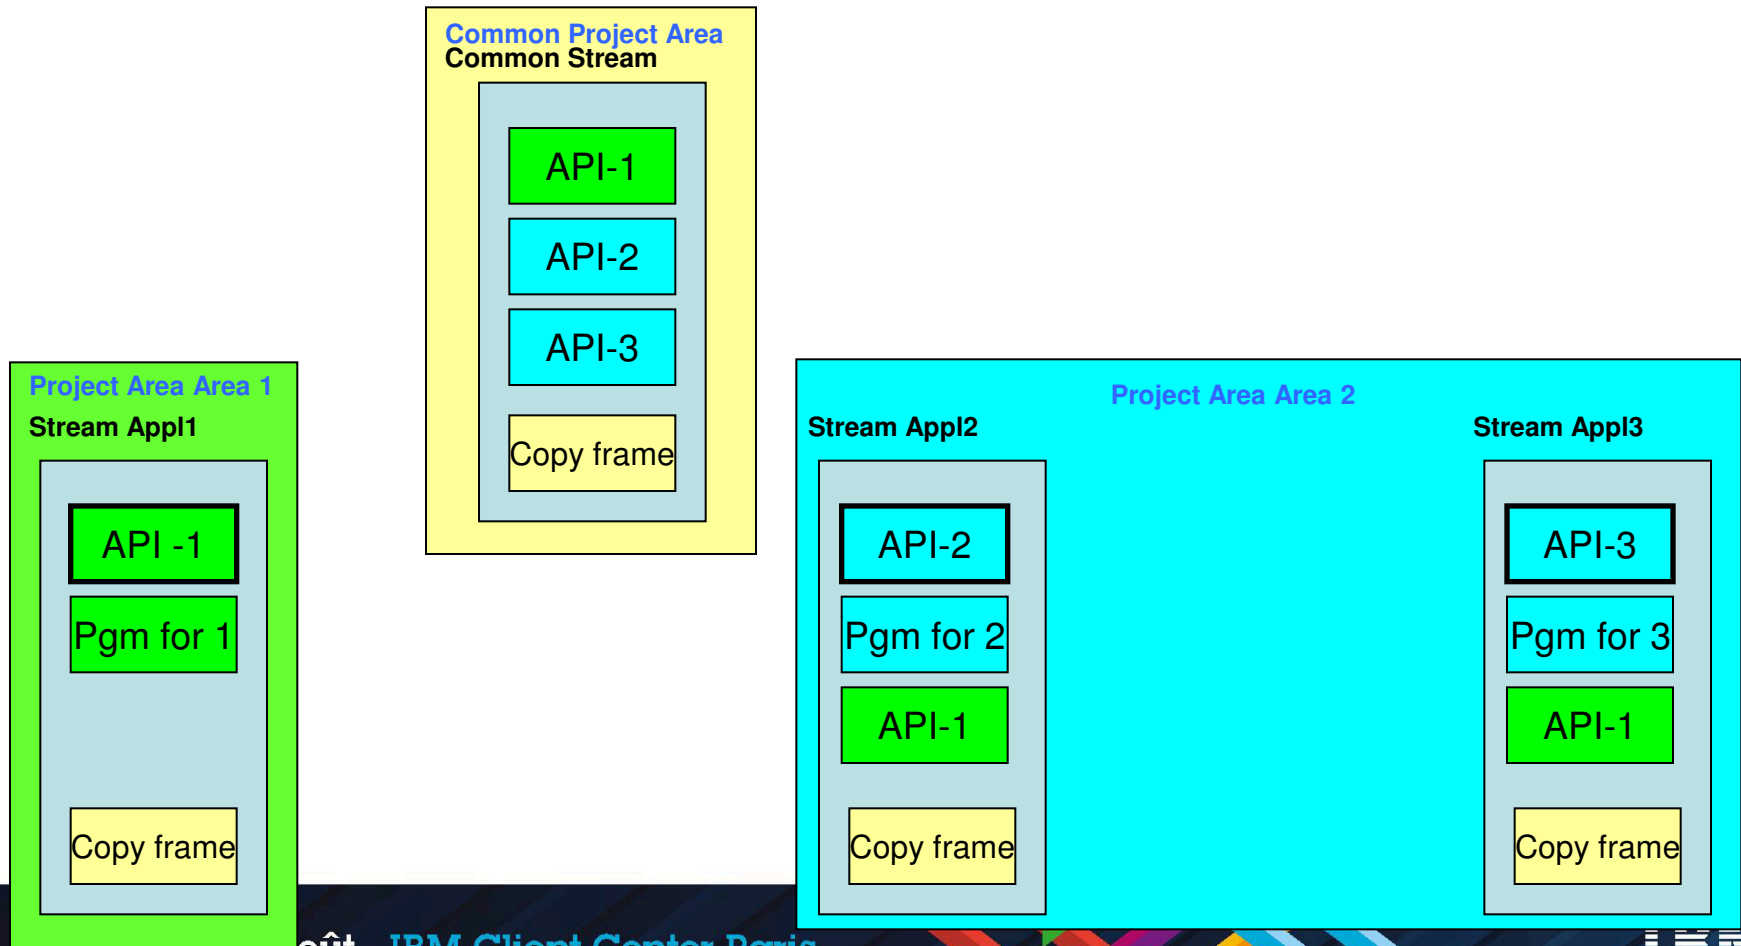 Common Project Area
Common Stream
API-1
API-2
API-3
Copy frame
Project Area Area 1
Stream Appl1
API -1
Pgm for 1
Copy frame
Project Area Area 2
Stream Appl2
API-2
Pgm for 2
API-1
Copy frame
Stream Appl3
API-3
Pgm for 3
API-1
Copy frame
IBM Client Center Paris